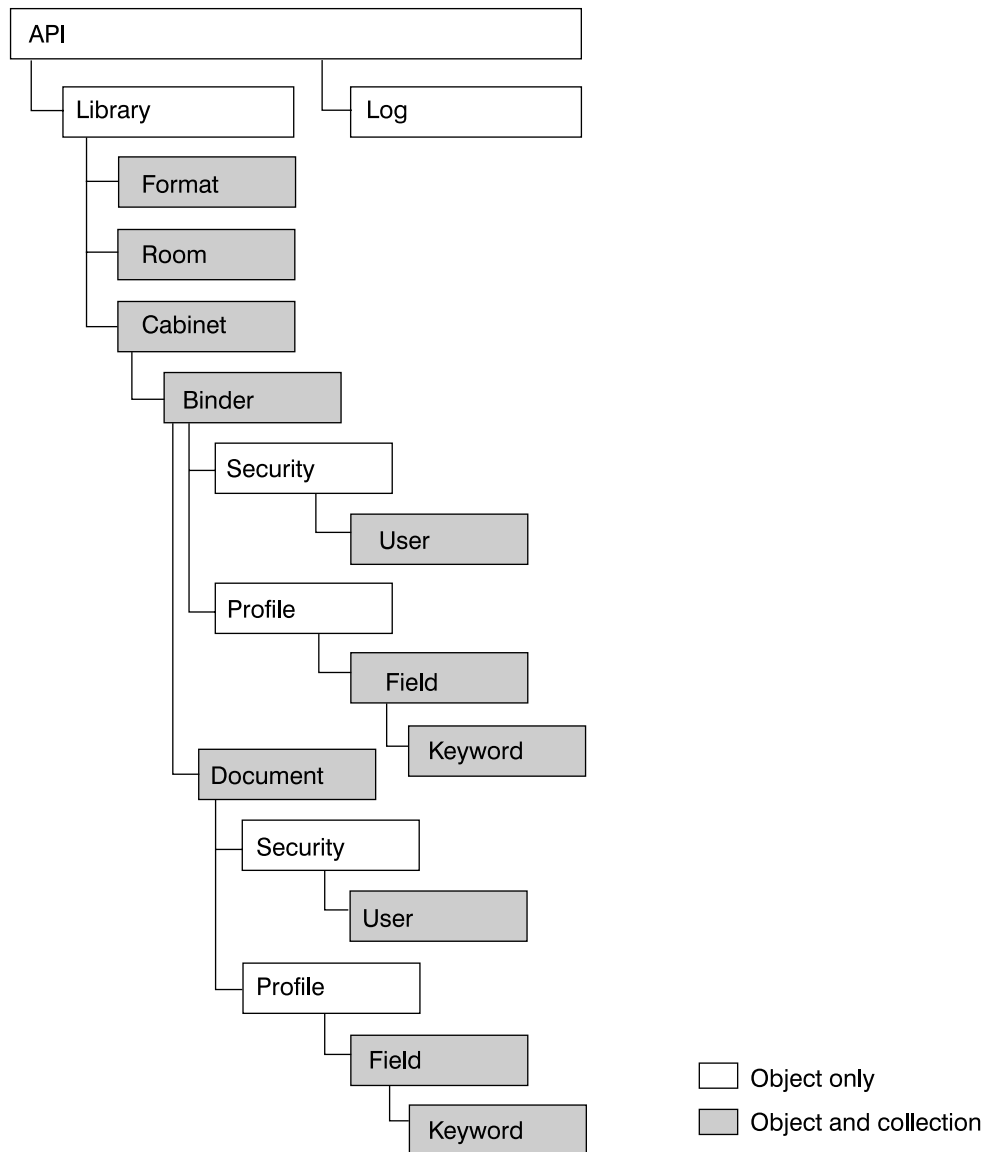 API
Library
Log
Format
Room
Cabinet
Binder
Security
User
Profile
Field
Keyword
Document
Security
User
Profile
Field
Keyword
Object only
Object and collection